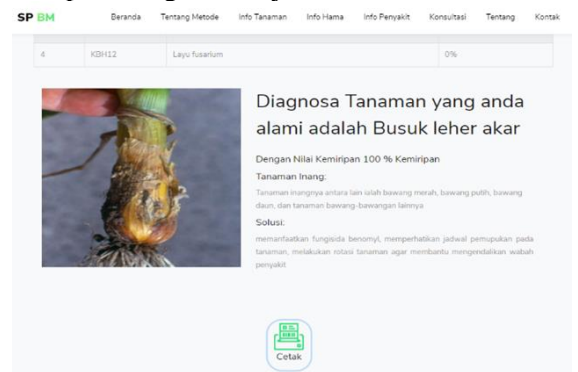 SP BM Beranda Tentang Metode Info Tanaman Info Hama Info Penyakit Konsultasi Tentang Kontak
4 KBH12 Layu fusarium 0%
Diagnosa Tanaman yang anda
alami adalah Busuk leher akar
Dengan Nilai Kemiripan 100 % Kemiripan
Tanaman Inang:
Tanaman inangnya antara lain ialah bawang merah, bawang putih, bawang
daun, dan tanaman bawang-bawangan lainnya
Solusi:
memanfaatkan fungisida benomyl, memperhatikan jadwal pemupukan pada
tanaman, melakukan rotasi tanaman agar membantu mengendalikan wabah
penyakit
Cetak